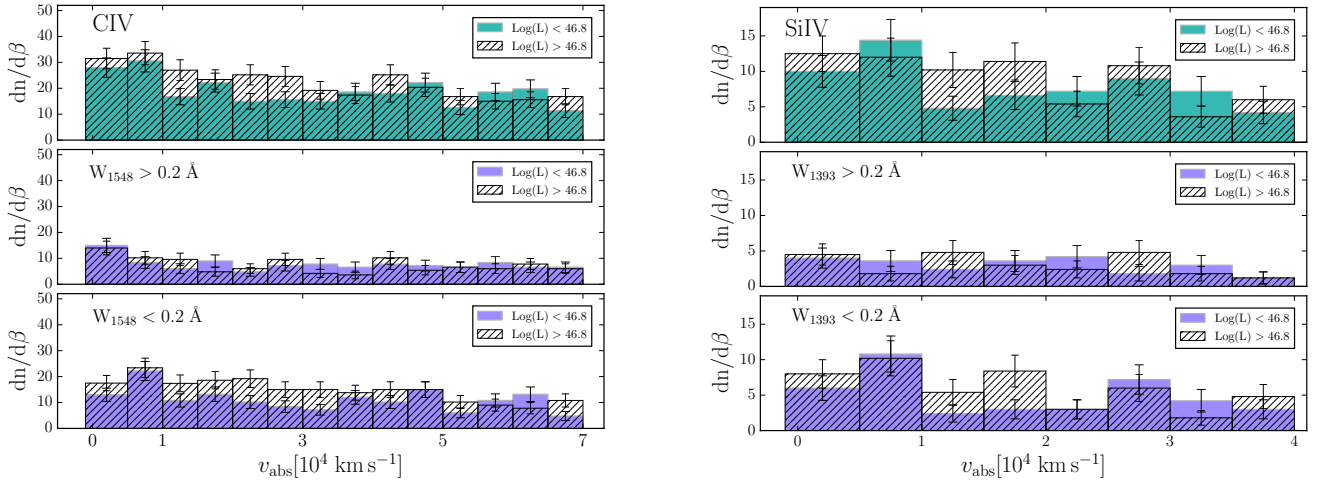 CIV
Log(L) < 46.8
Log(L) > 46.8
dn/dβ
50
40
30
20
10
0
W1548 > 0.2 Å
Log(L) < 46.8
Log(L) > 46.8
dn/dβ
50
40
30
20
10
0
W1548 < 0.2 Å
Log(L) < 46.8
Log(L) > 46.8
dn/dβ
50
40
30
20
10
0
0 1 3 5 7
vabs[10⁴ km s⁻¹]
SiIV
Log(L) < 46.8
Log(L) > 46.8
dn/dβ
15
10
5
0
W1393 > 0.2 Å
Log(L) < 46.8
Log(L) > 46.8
dn/dβ
15
10
5
0
W1393 < 0.2 Å
Log(L) < 46.8
Log(L) > 46.8
dn/dβ
15
10
5
0
0 1 2 3 4
vabs[10⁴ km s⁻¹]